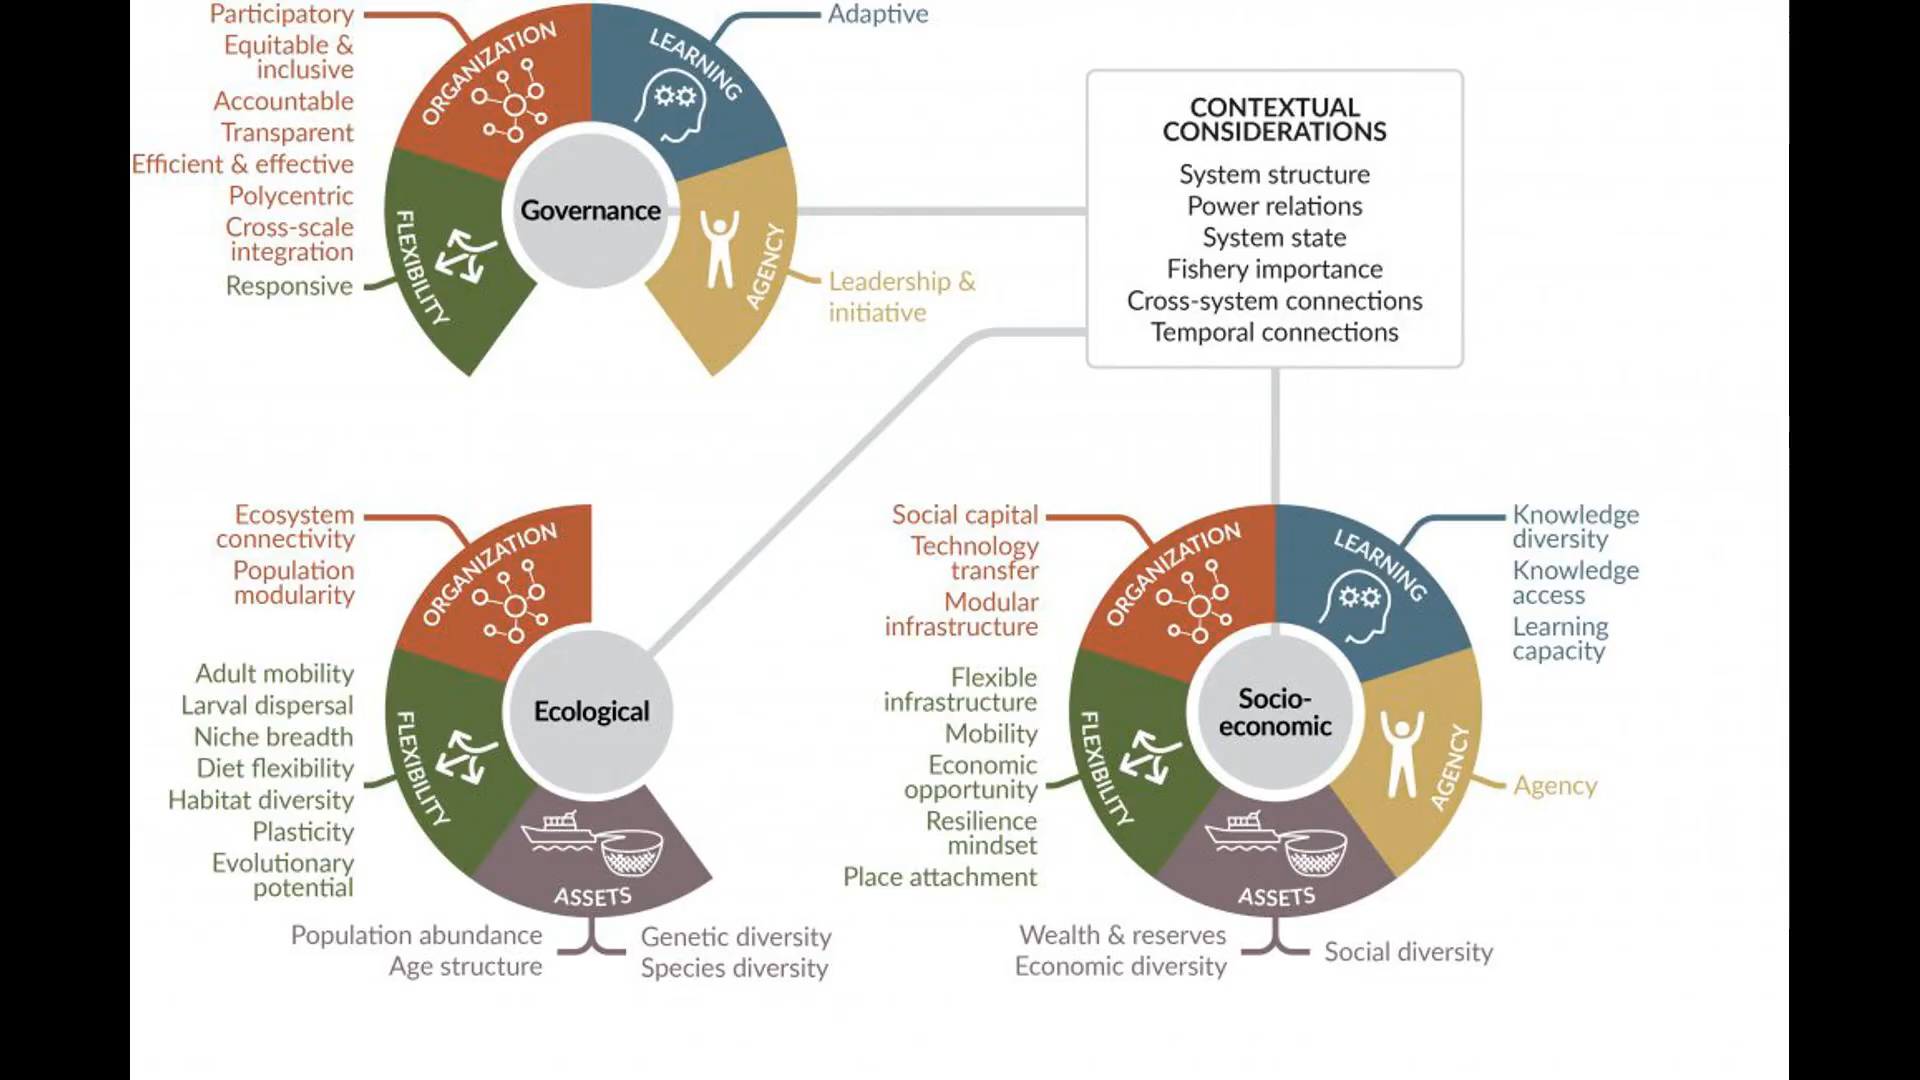 Participatory
Equitable &
inclusive
Accountable
Transparent
Efficient & effective
Polycentric
Cross-scale
integration
Responsive
ORGANIZATION
LEARNING
FLEXIBILITY
AGENCY
Governance
Adaptive
Leadership &
initiative
CONTEXTUAL
CONSIDERATIONS
System structure
Power relations
System state
Fishery importance
Cross-system connections
Temporal connections
Ecosystem
connectivity
Population
modularity
Adult mobility
Larval dispersal
Niche breadth
Diet flexibility
Habitat diversity
Plasticity
Evolutionary
potential
ORGANIZATION
FLEXIBILITY
ASSETS
Ecological
Population abundance
Age structure
Genetic diversity
Species diversity
Social capital
Technology
transfer
Modular
infrastructure
Flexible
infrastructure
Mobility
Economic
opportunity
Resilience
mindset
Place attachment
ORGANIZATION
LEARNING
FLEXIBILITY
AGENCY
ASSETS
Socio-
economic
Knowledge
diversity
Knowledge
access
Learning
capacity
Agency
Wealth & reserves
Economic diversity
Social diversity